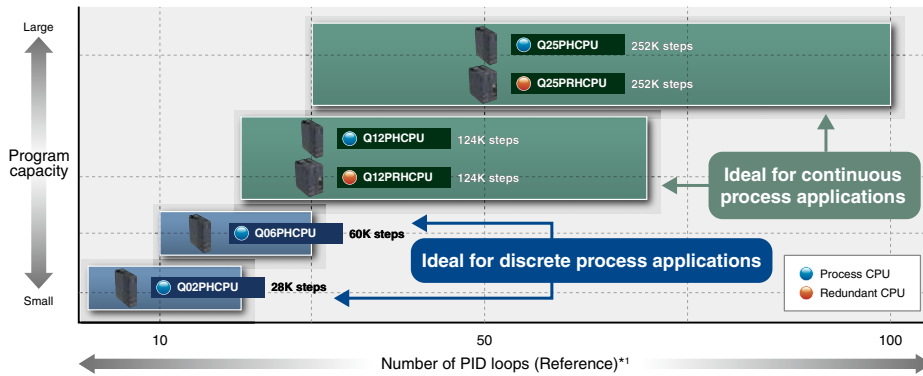 Large
Program
capacity
Small
Q25PHCPU 252K steps
Q25PRHCPU 252K steps
Q12PHCPU 124K steps
Q12PRHCPU 124K steps
Q06PHCPU 60K steps
Q02PHCPU 28K steps
Ideal for continuous
process applications
Ideal for discrete process applications
Process CPU
Redundant CPU
10 50 100
Number of PID loops (Reference)*1